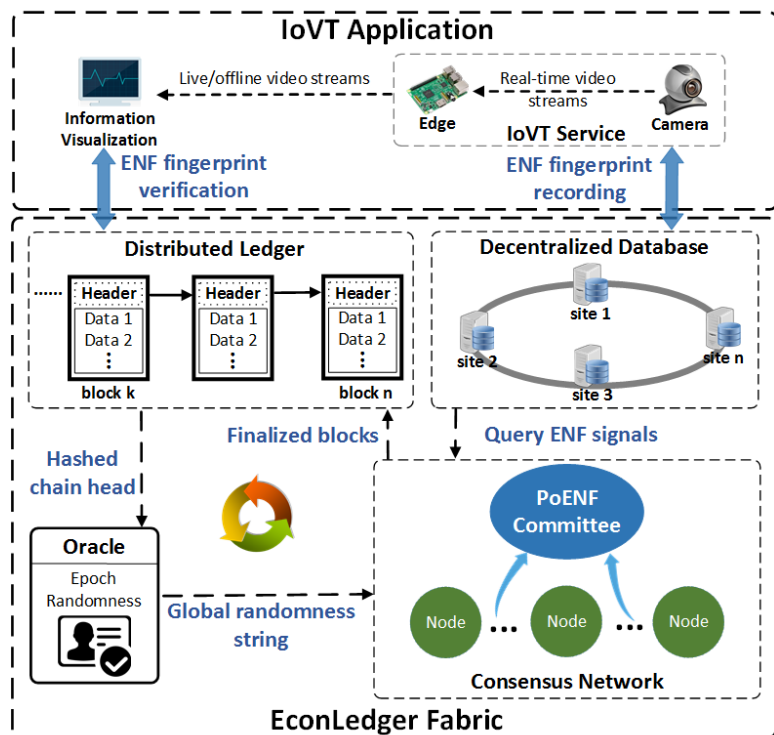 IoVT Application
Live/offline video streams
Real-time video
streams
Information
Visualization
Edge
Camera
IoVT Service
ENF fingerprint
verification
ENF fingerprint
recording
Distributed Ledger
Decentralized Database
......
Header
Data 1
Data 2
⋮
block k
Header
Data 1
Data 2
⋮
Header
Data 1
Data 2
⋮
block n
site 1
site 2
site n
site 3
Finalized blocks
Query ENF signals
Hashed
chain head
PoENF
Committee
Oracle
Epoch
Randomness
Global randomness
string
Node
...
Node
...
Node
Consensus Network
EconLedger Fabric